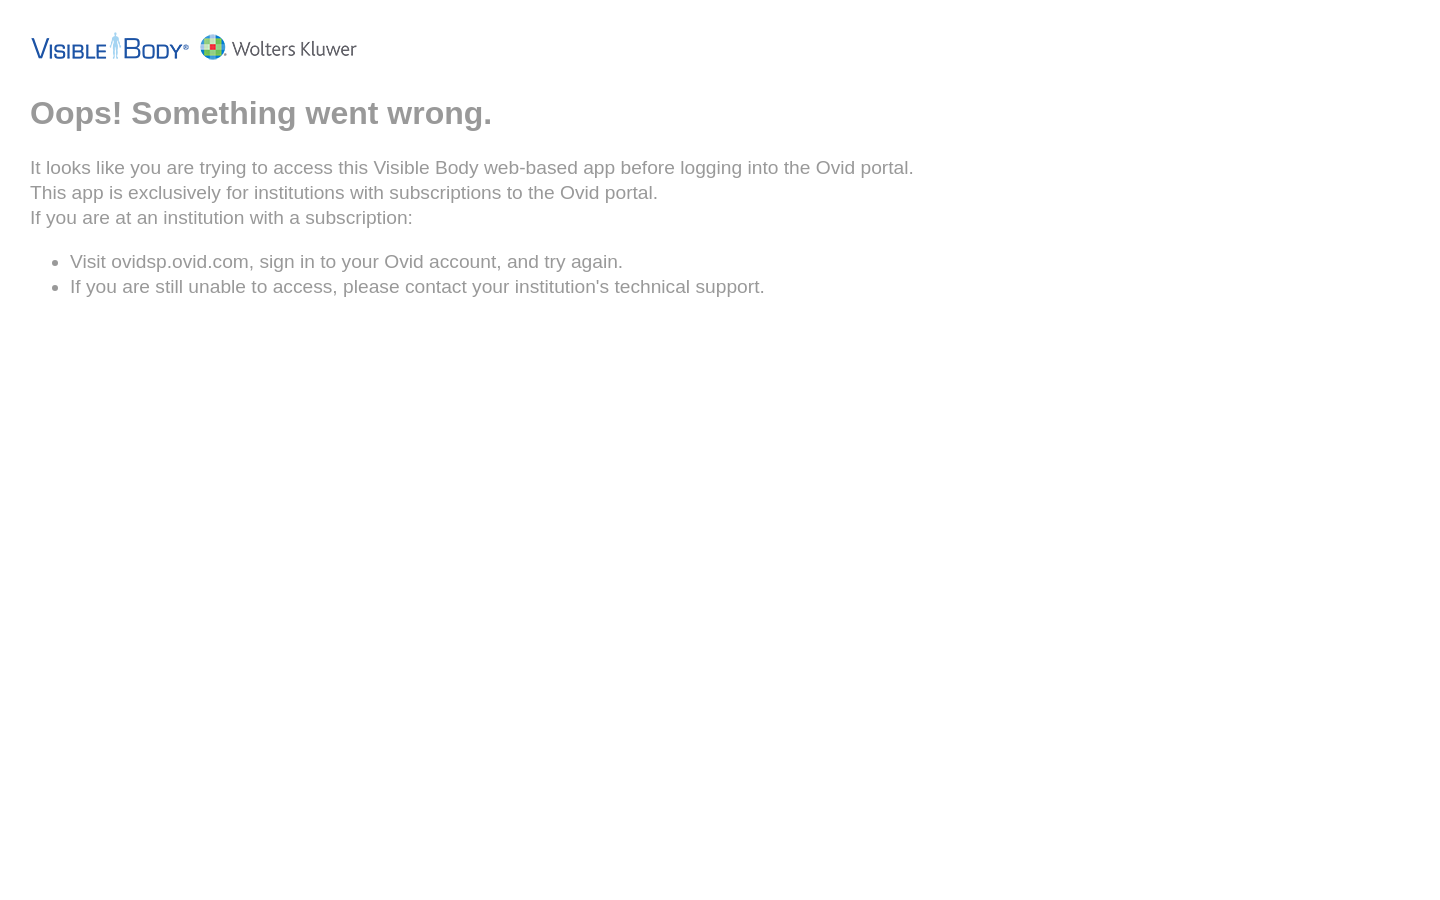 VISIBLE BODY® Wolters Kluwer
Oops! Something went wrong.
It looks like you are trying to access this Visible Body web-based app before logging into the Ovid portal.
This app is exclusively for institutions with subscriptions to the Ovid portal.
If you are at an institution with a subscription:
• Visit ovidsp.ovid.com, sign in to your Ovid account, and try again.
• If you are still unable to access, please contact your institution's technical support.